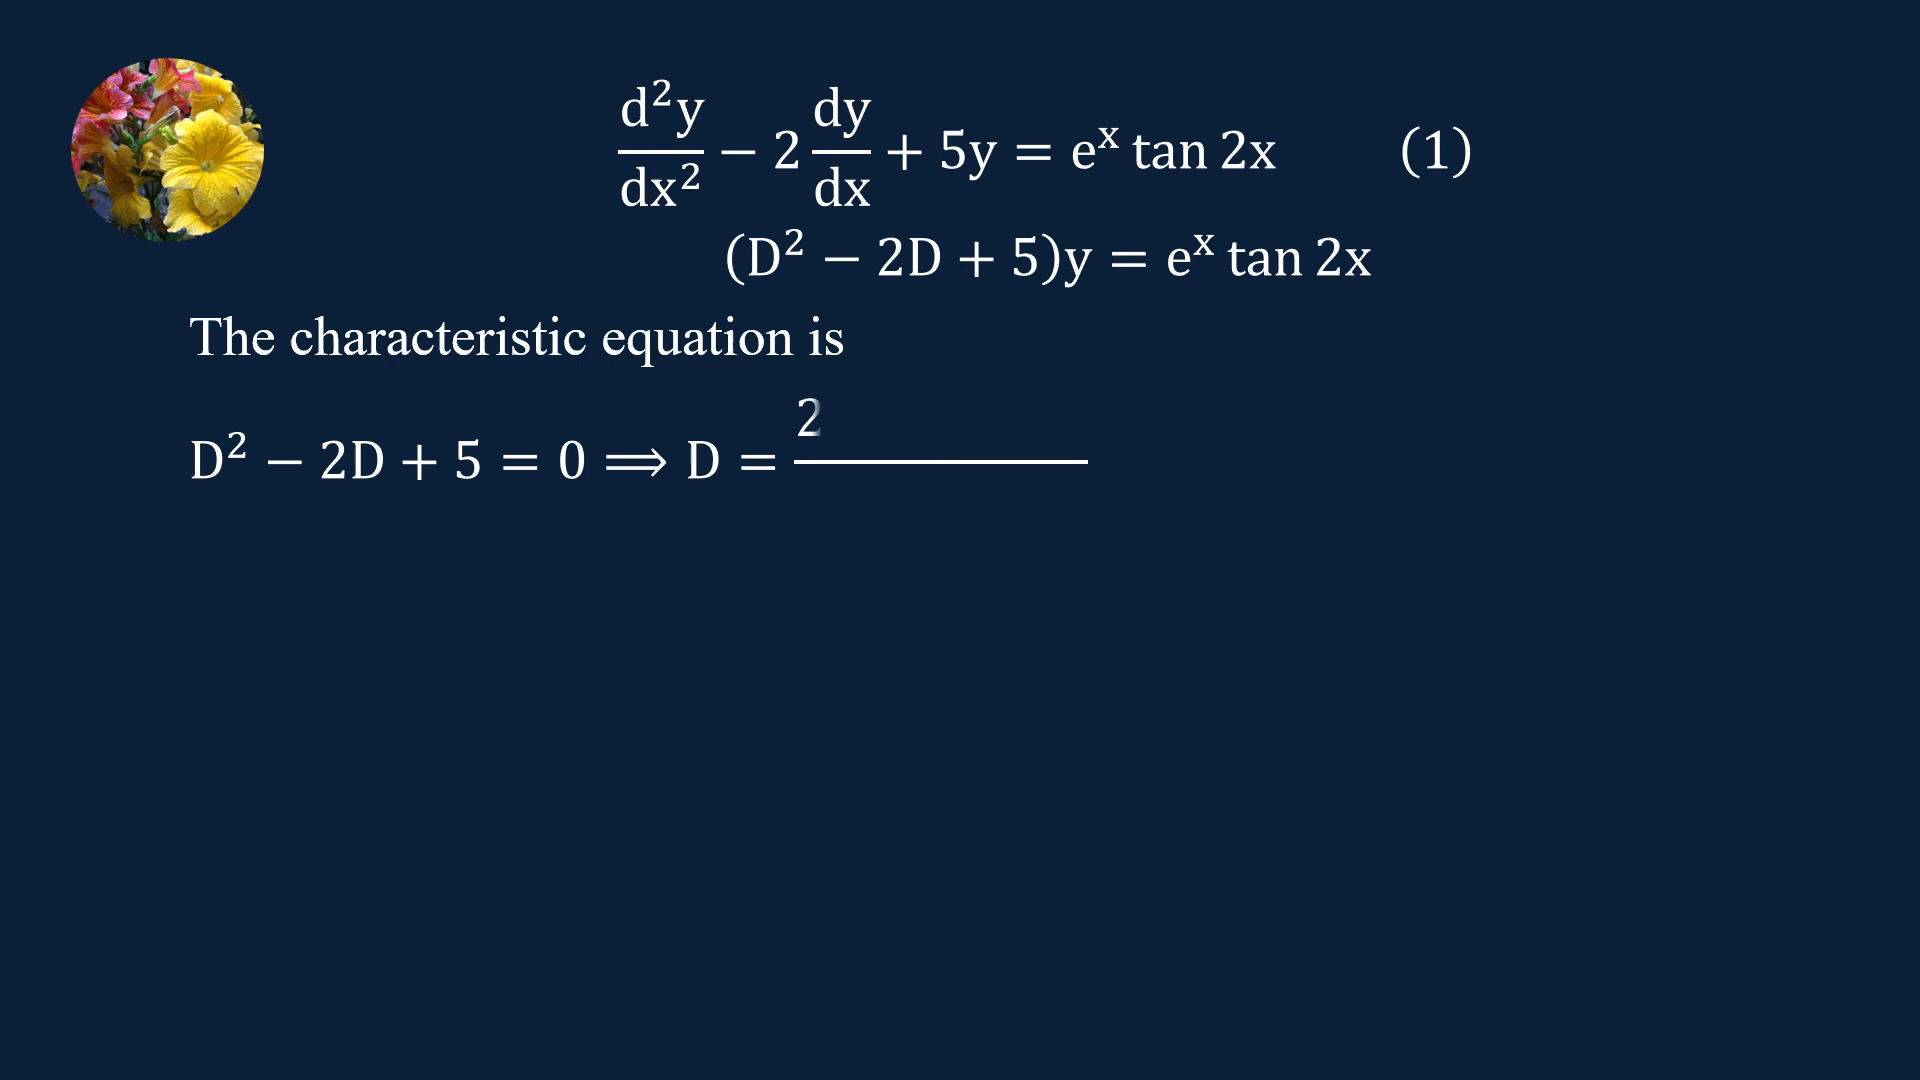 d²y/dx² − 2 dy/dx + 5y = eˣ tan 2x (1)
(D² − 2D + 5)y = eˣ tan 2x
The characteristic equation is
D² − 2D + 5 = 0 ⟹ D = 2